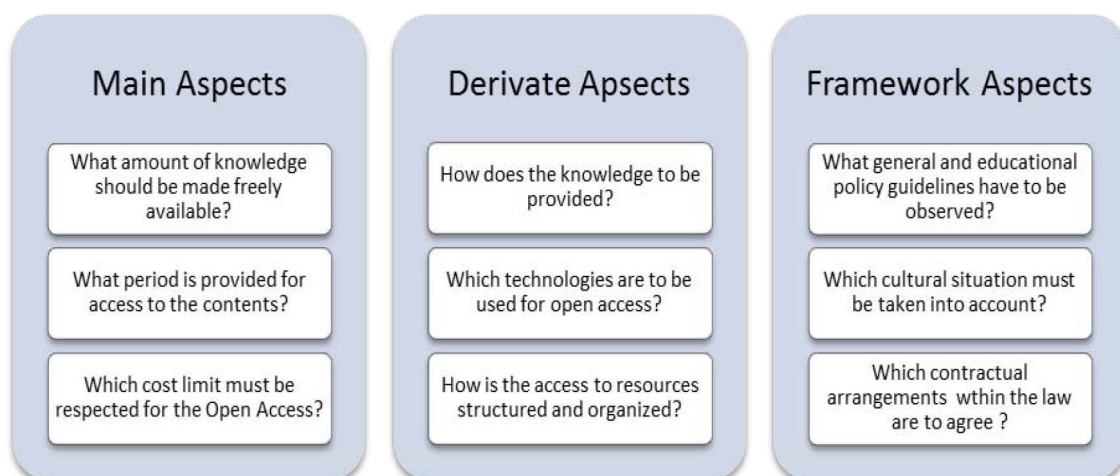 Main Aspects
What amount of knowledge
should be made freely
available?
What period is provided for
access to the contents?
Which cost limit must be
respected for the Open Access?
Derivate Apsects
How does the knowledge to be
provided?
Which technologies are to be
used for open access?
How is the access to resources
structured and organized?
Framework Aspects
What general and educational
policy guidelines have to be
observed?
Which cultural situation must
be taken into account?
Which contractual
arrangements wthin the law
are to agree ?